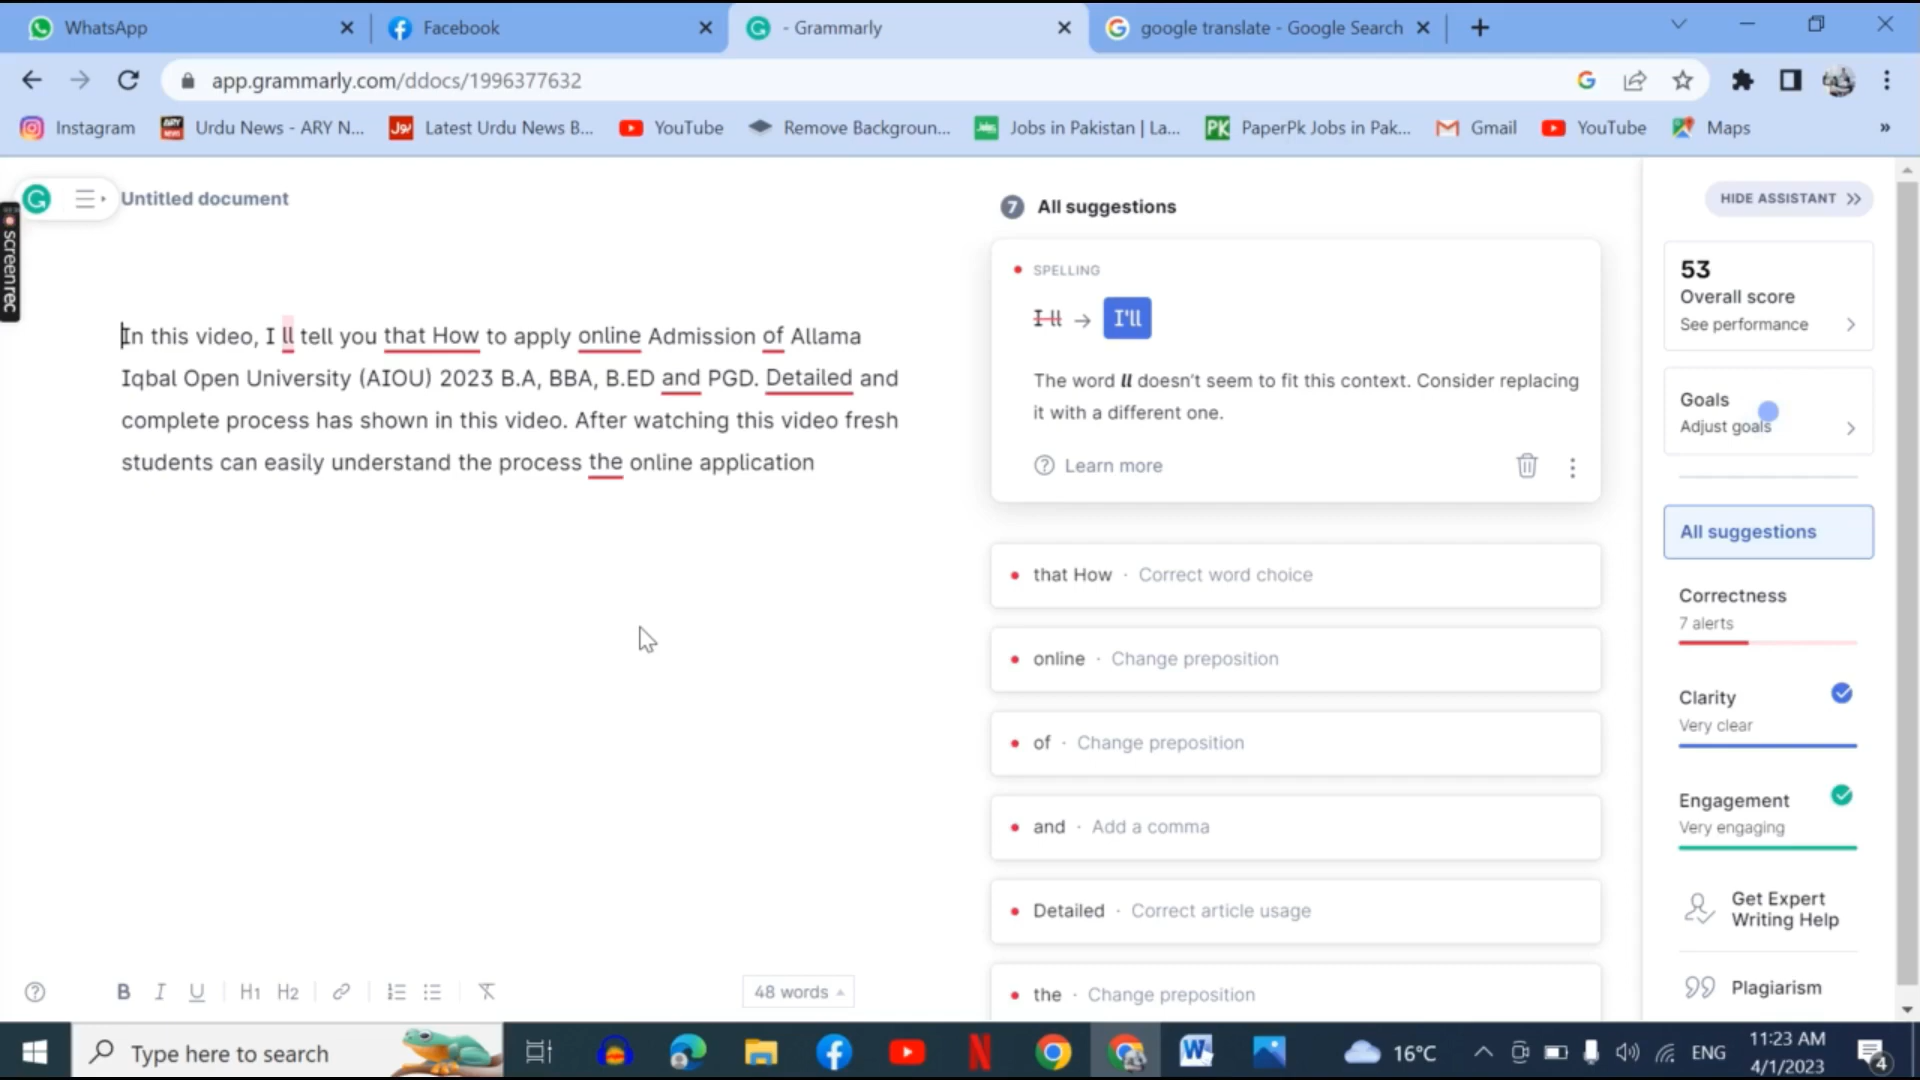 WhatsApp
Facebook
- Grammarly
google translate - Google Search
app.grammarly.com/ddocs/1996377632
Instagram
Urdu News - ARY N...
Latest Urdu News B...
YouTube
Remove Backgroun...
Jobs in Pakistan | La...
PaperPk Jobs in Pak...
Gmail
YouTube
Maps
»
Untitled document
screenrec
In this video, I ll tell you that How to apply online Admission of Allama
Iqbal Open University (AIOU) 2023 B.A, BBA, B.ED and PGD. Detailed and
complete process has shown in this video. After watching this video fresh
students can easily understand the process the online application
B I U H1 H2
48 words
7 All suggestions
SPELLING
I ll → I'll
The word ll doesn't seem to fit this context. Consider replacing
it with a different one.
Learn more
that How · Correct word choice
online · Change preposition
of · Change preposition
and · Add a comma
Detailed · Correct article usage
the · Change preposition
HIDE ASSISTANT
53
Overall score
See performance
Goals
Adjust goals
All suggestions
Correctness
7 alerts
Clarity
Very clear
Engagement
Very engaging
Get Expert
Writing Help
Plagiarism
Type here to search
16°C
ENG
11:23 AM
4/1/2023
4